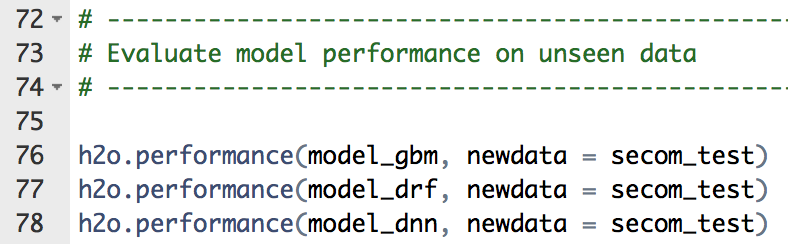 72 # -----------------------------------------------
73 # Evaluate model performance on unseen data
74 # -----------------------------------------------
75
76 h2o.performance(model_gbm, newdata = secom_test)
77 h2o.performance(model_drf, newdata = secom_test)
78 h2o.performance(model_dnn, newdata = secom_test)